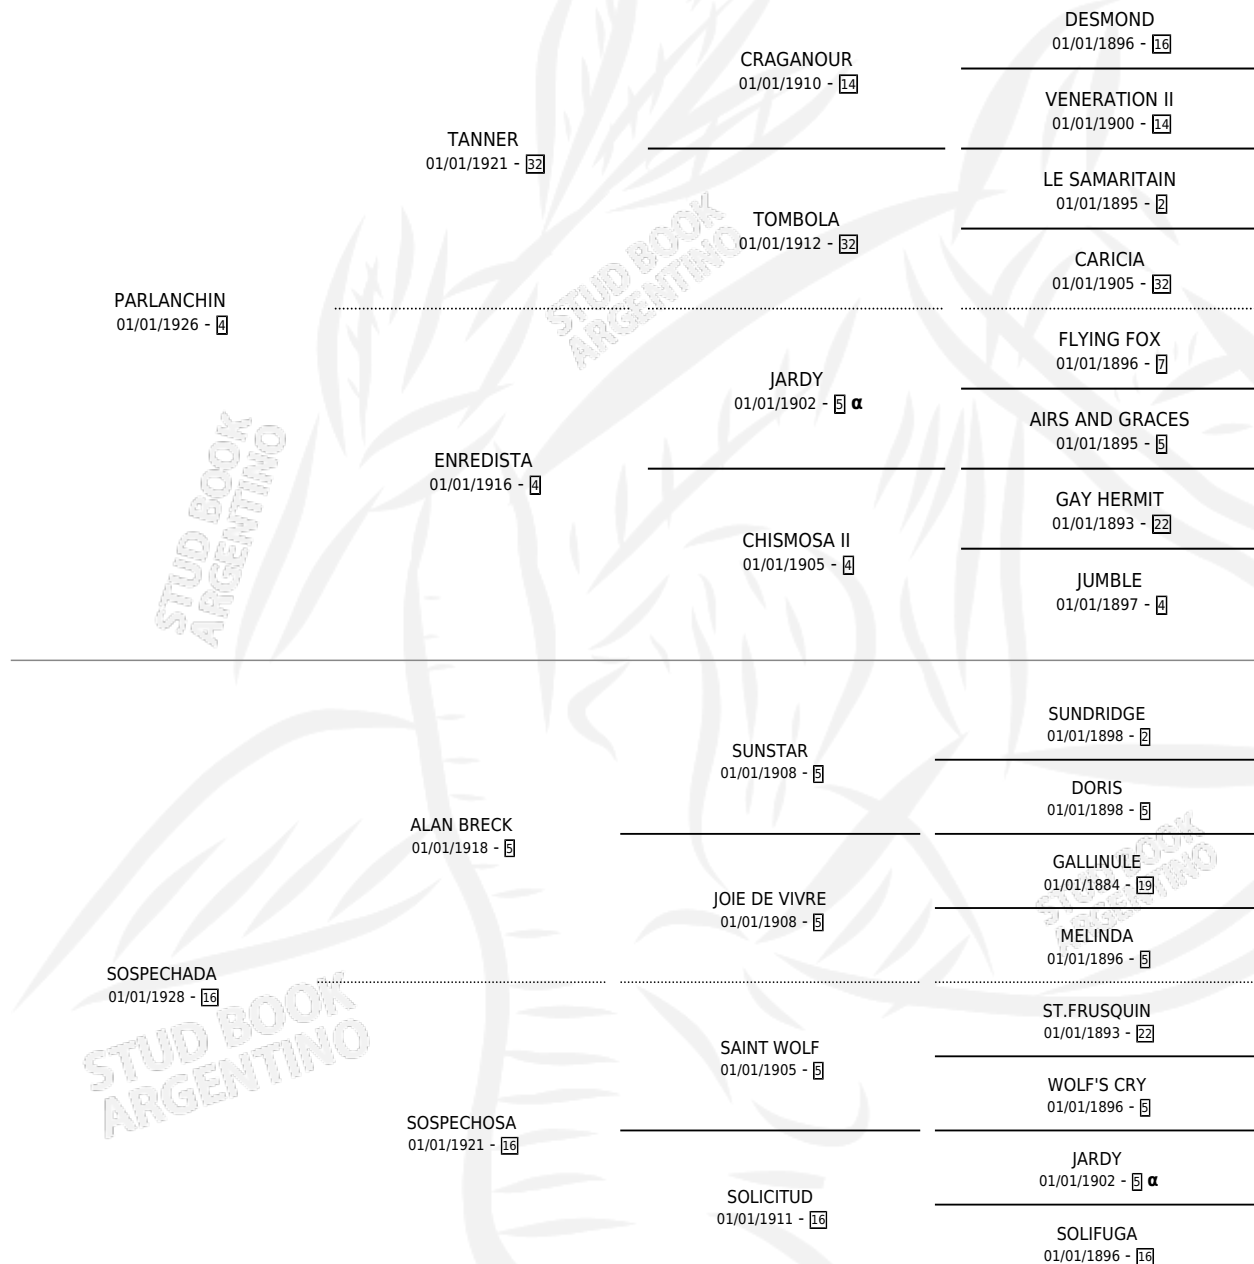 DESMOND
01/01/1896 - 16
CRAGANOUR
01/01/1910 - 14
VENERATION II
01/01/1900 - 14
TANNER
01/01/1921 - 32
LE SAMARITAIN
01/01/1895 - 2
TOMBOLA
01/01/1912 - 32
CARICIA
01/01/1905 - 32
PARLANCHIN
01/01/1926 - 4
FLYING FOX
01/01/1896 - 7
JARDY
01/01/1902 - 5 α
AIRS AND GRACES
01/01/1895 - 5
ENREDISTA
01/01/1916 - 4
GAY HERMIT
01/01/1893 - 22
CHISMOSA II
01/01/1905 - 4
JUMBLE
01/01/1897 - 4
SUNDRIDGE
01/01/1898 - 2
SUNSTAR
01/01/1908 - 5
DORIS
01/01/1898 - 5
ALAN BRECK
01/01/1918 - 5
GALLINULE
01/01/1884 - 19
JOIE DE VIVRE
01/01/1908 - 5
MELINDA
01/01/1896 - 5
SOSPECHADA
01/01/1928 - 16
ST.FRUSQUIN
01/01/1893 - 22
SAINT WOLF
01/01/1905 - 5
WOLF'S CRY
01/01/1896 - 5
SOSPECHOSA
01/01/1921 - 16
JARDY
01/01/1902 - 5 α
SOLICITUD
01/01/1911 - 16
SOLIFUGA
01/01/1896 - 16
STUD BOOK
ARGENTINO
STUD BOOK
ARGENTINO
STUD BOOK
ARGENTINO
STUD BOOK
ARGENTINO